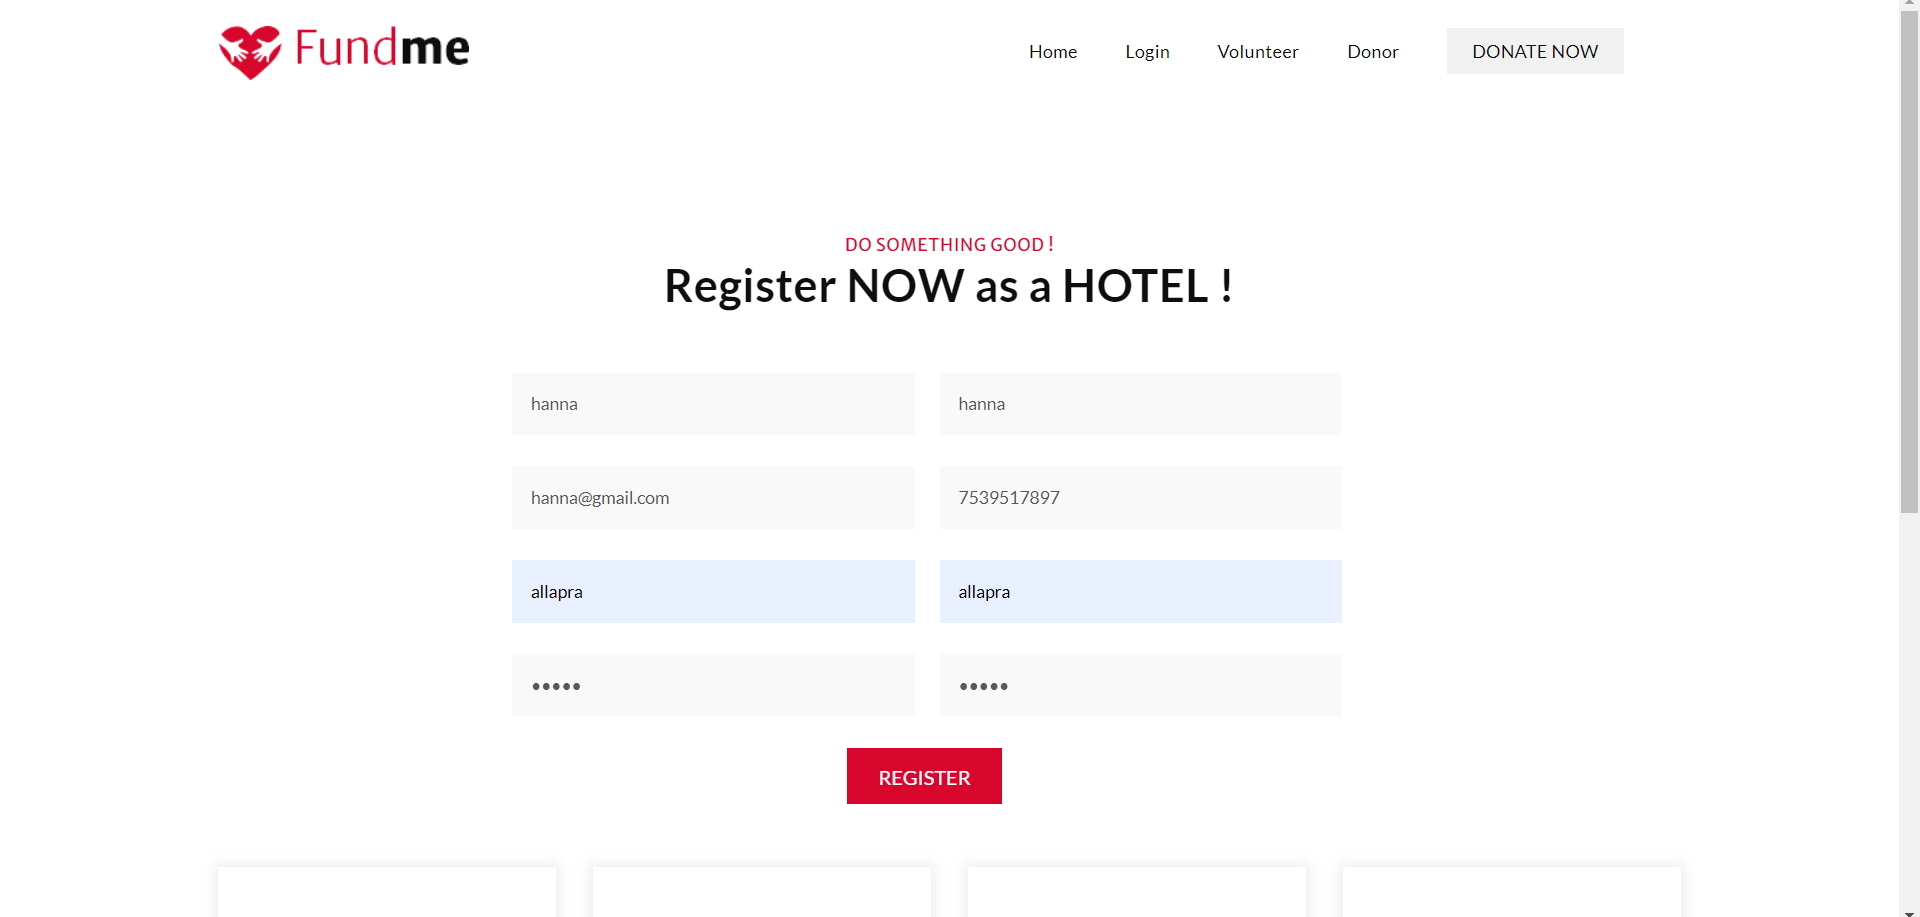 Fundme
Home Login Volunteer Donor DONATE NOW
DO SOMETHING GOOD !
Register NOW as a HOTEL !
hanna hanna
hanna@gmail.com 7539517897
allapra allapra
••••• •••••
REGISTER